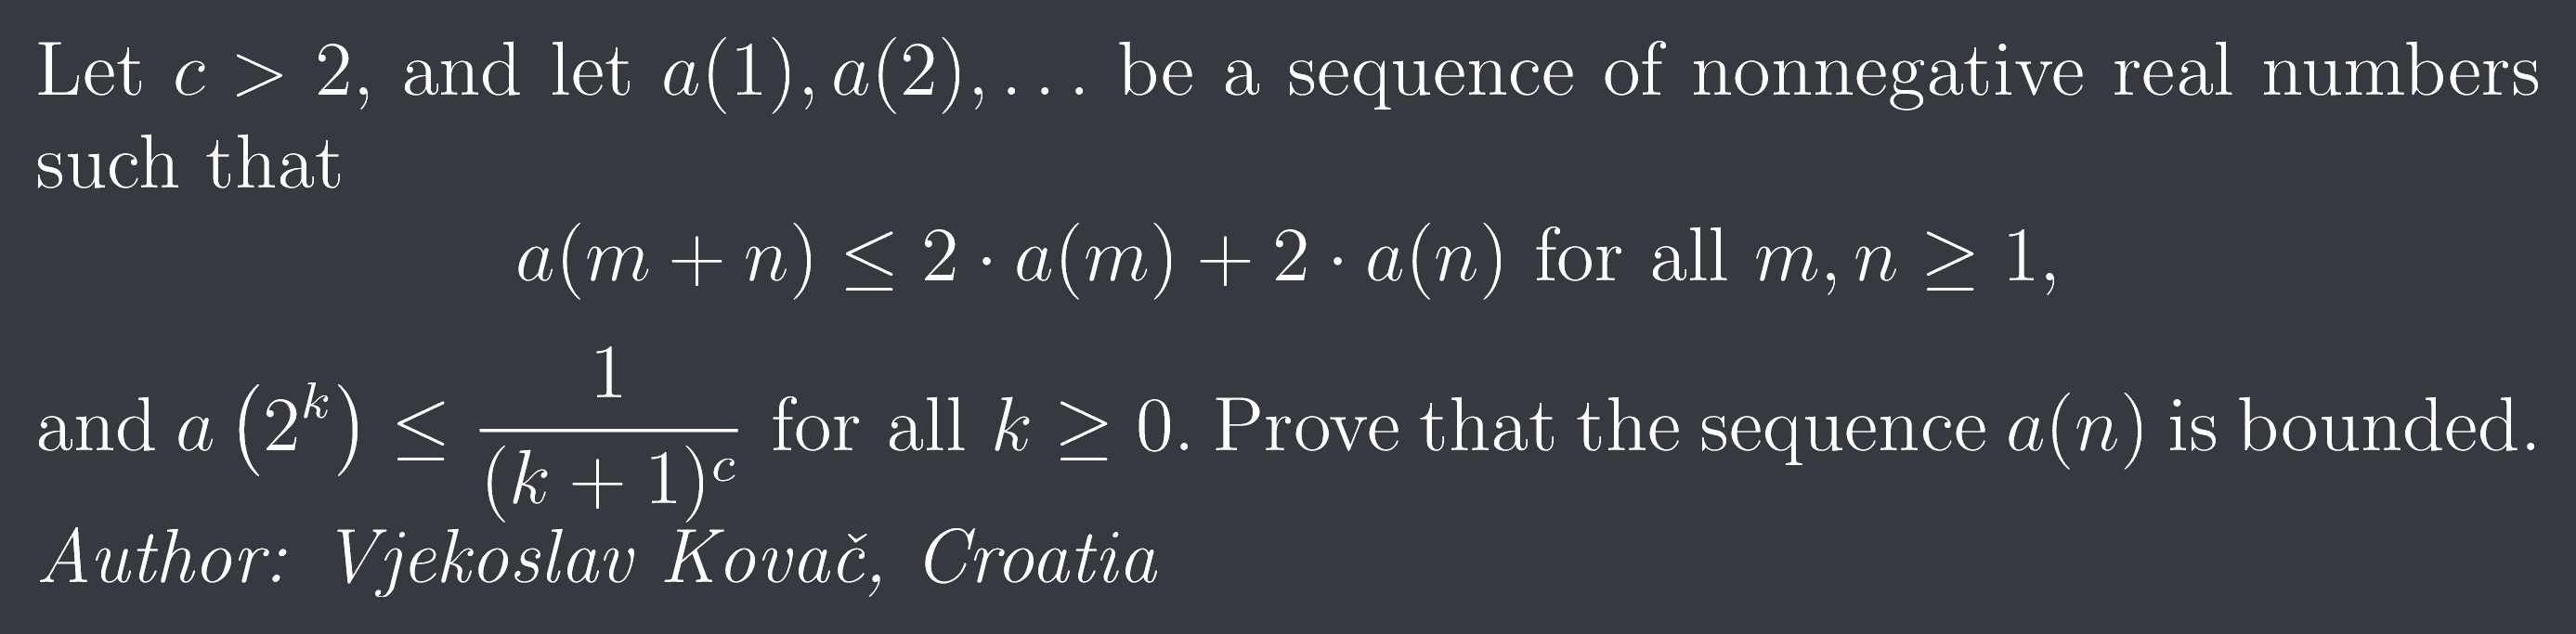 Let c > 2, and let a(1), a(2), . . . be a sequence of nonnegative real numbers
such that
a(m + n) ≤ 2 · a(m) + 2 · a(n) for all m, n ≥ 1,
and a (2^k) ≤ 1/(k + 1)^c for all k ≥ 0. Prove that the sequence a(n) is bounded.
Author: Vjekoslav Kovač, Croatia